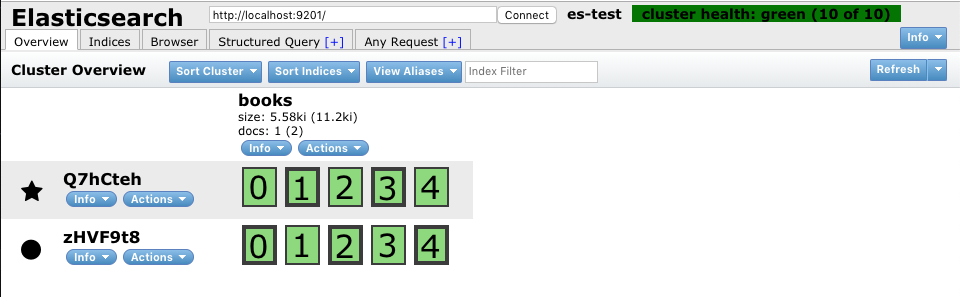 Elasticsearch http://localhost:9201/ Connect es-test cluster health: green (10 of 10)
Overview Indices Browser Structured Query [+] Any Request [+] Info
Cluster Overview Sort Cluster Sort Indices View Aliases Index Filter Refresh
books
size: 5.58ki (11.2ki)
docs: 1 (2)
Info Actions
Q7hCteh
Info Actions
0 1 2 3 4
zHVF9t8
Info Actions
0 1 2 3 4